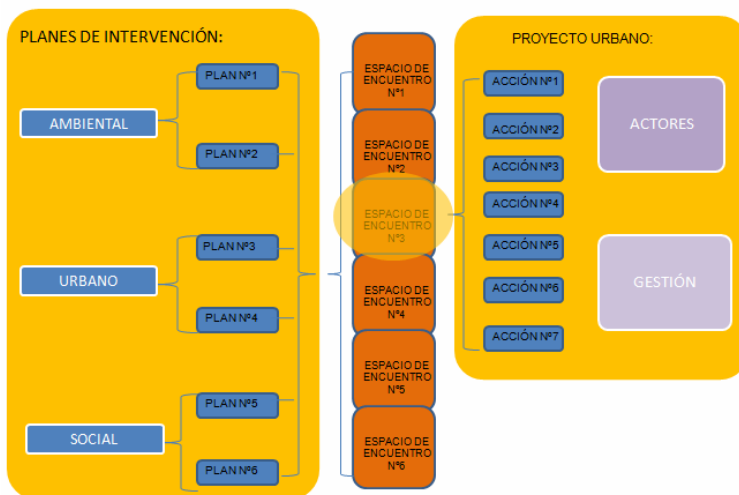 PLANES DE INTERVENCIÓN:
AMBIENTAL
PLAN Nº1
PLAN Nº2
URBANO
PLAN Nº3
PLAN Nº4
SOCIAL
PLAN Nº5
PLAN Nº6
ESPACIO DE
ENCUENTRO
Nº1
ESPACIO DE
ENCUENTRO
Nº2
ESPACIO DE
ENCUENTRO
Nº3
ESPACIO DE
ENCUENTRO
Nº4
ESPACIO DE
ENCUENTRO
Nº5
ESPACIO DE
ENCUENTRO
Nº6
PROYECTO URBANO:
ACCIÓN Nº1
ACCIÓN Nº2
ACCIÓN Nº3
ACCIÓN Nº4
ACCIÓN Nº5
ACCIÓN Nº6
ACCIÓN Nº7
ACTORES
GESTIÓN